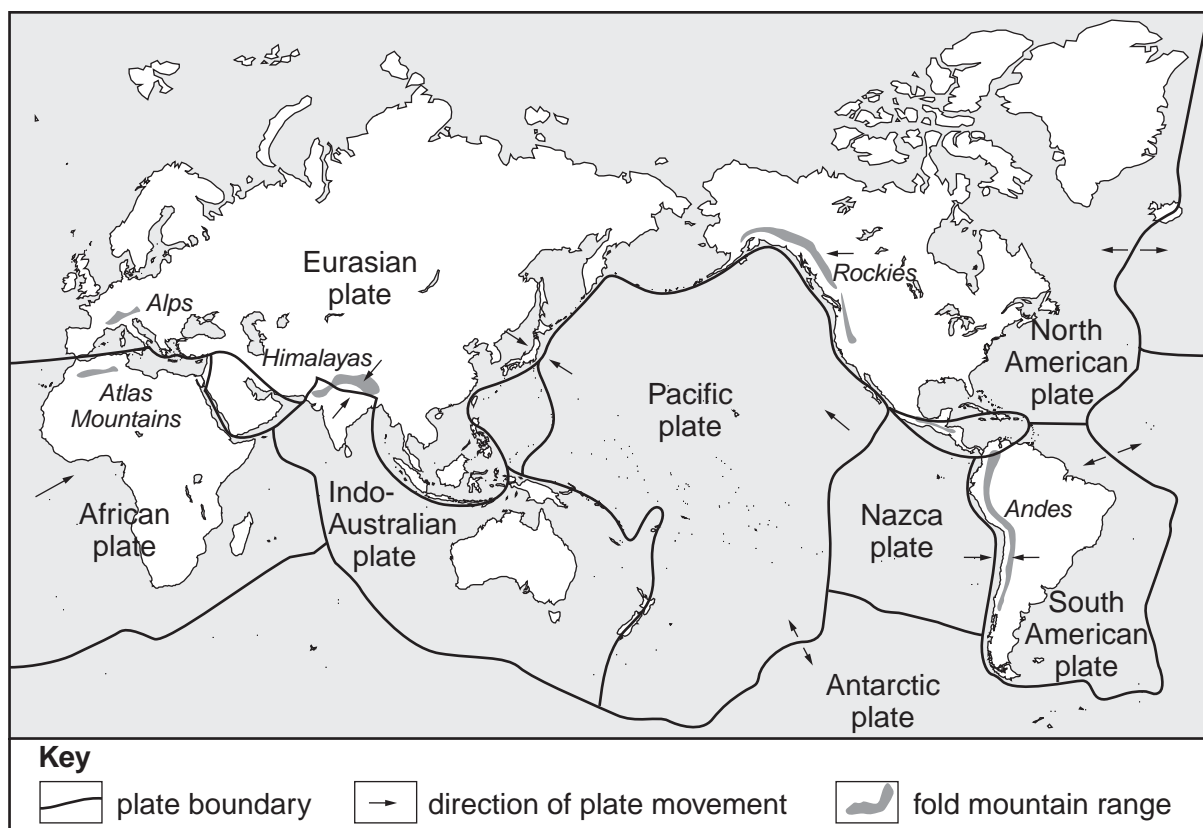 Eurasian
plate
Alps
Himalayas
Atlas
Mountains
African
plate
Indo-
Australian
plate
Pacific
plate
Rockies
North
American
plate
Nazca
plate
Andes
South
American
plate
Antarctic
plate
Key
plate boundary
direction of plate movement
fold mountain range